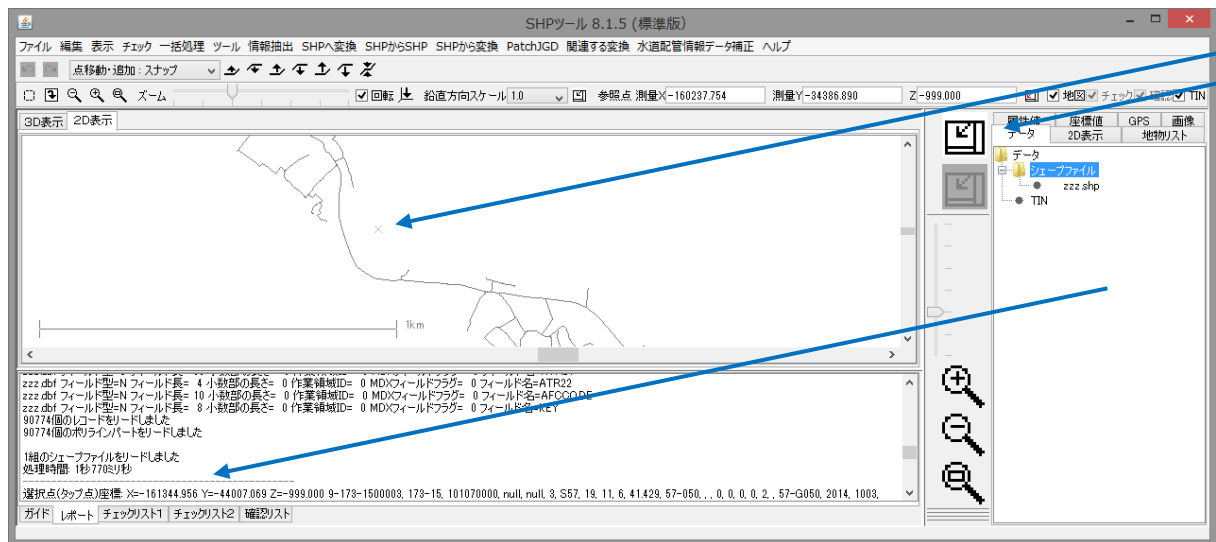 SHPツール 8.1.5 (標準版)
ファイル 編集 表示 チェック 一括処理 ツール 情報抽出 SHPへ変換 SHPからSHP SHPから変換 PatchJGD 関連する変換 水道配管情報データ補正 ヘルプ
点移動・追加:スナップ
ズーム 回転 鉛直方向スケール 1.0 参照点 測量X -160237.754 測量Y -34386.890 Z -999.000 地図 チェック 確認 TIN
3D表示 2D表示
属性値 座標値 GPS 画像
データ 2D表示 地物リスト
データ
シェープファイル
zzz.shp
TIN
1km
zzz.dbf フィールド型=N フィールド長= 4 小数部の長さ= 0 作業領域ID= 0 MDXフィールドフラグ= 0 フィールド名=ATR22
zzz.dbf フィールド型=N フィールド長= 10 小数部の長さ= 0 作業領域ID= 0 MDXフィールドフラグ= 0 フィールド名=AFCCODE
zzz.dbf フィールド型=N フィールド長= 8 小数部の長さ= 0 作業領域ID= 0 MDXフィールドフラグ= 0 フィールド名=KEY
90774個のレコードをリードしました
90774個のポリラインパートをリードしました
1組のシェープファイルをリードしました
処理時間: 1秒770ミリ秒
選択点(タップ点)座標: X=-161344.956 Y=-44007.069 Z=-999.000 9-173-1500003, 173-15, 101070000, null, null, 3, S57, 19, 11, 6, 41.429, 57-050, , , 0, 0, 0, 0, 2, , 57-G050, 2014, 1003,
ガイド レポート チェックリスト1 チェックリスト2 確認リスト